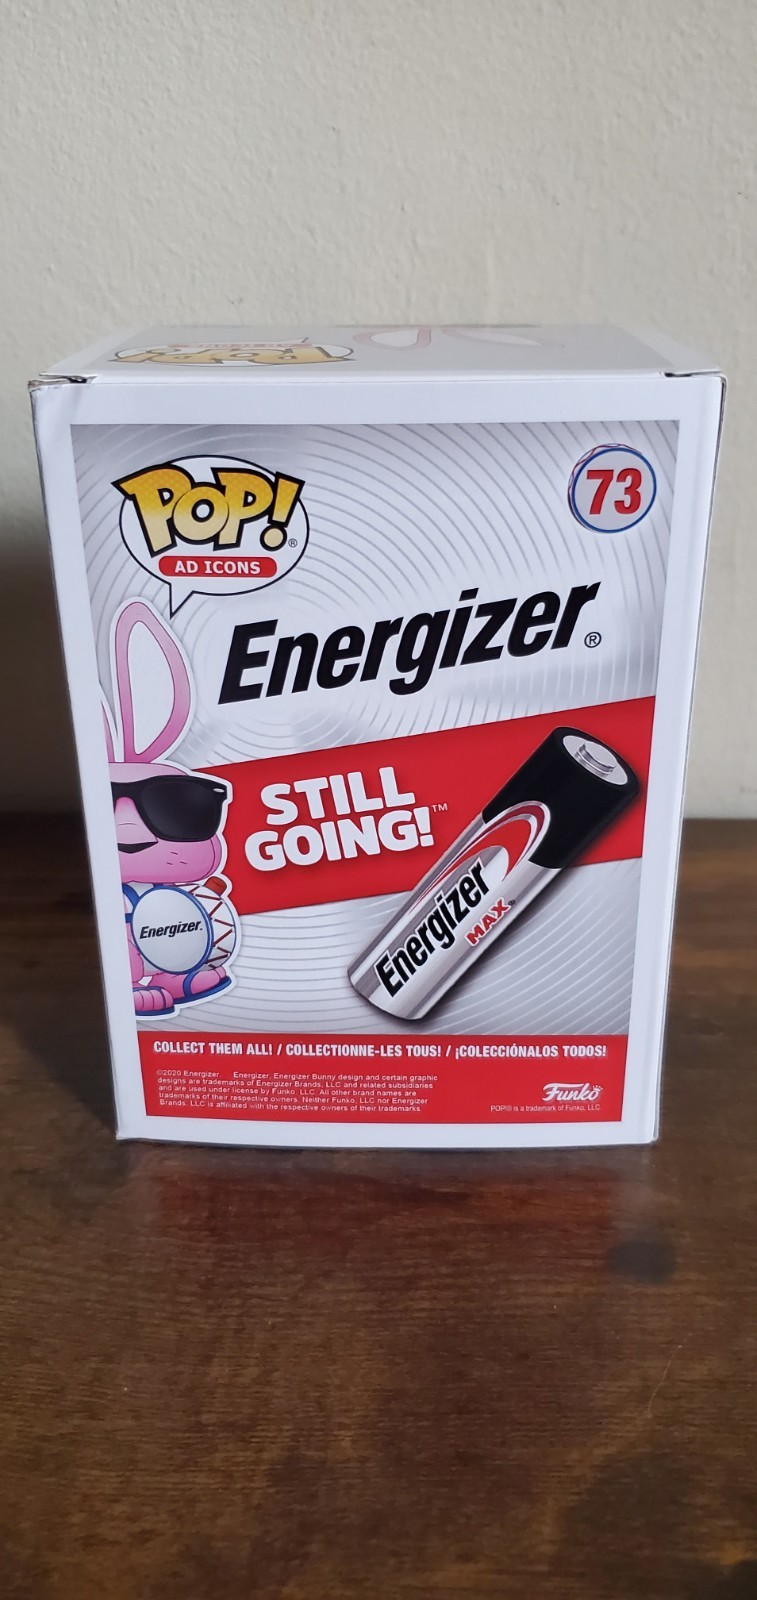 POP!®
AD ICONS
73
Energizer®
STILL
GOING!™
Energizer.
Energizer
MAX®
COLLECT THEM ALL! / COLLECTIONNE-LES TOUS! / ¡COLECCIÓNALOS TODOS!
©2020 Energizer. Energizer, Energizer Bunny design and certain graphic
designs are trademarks of Energizer Brands, LLC and related subsidiaries
and are used under license by Funko, LLC. All other brand names are
trademarks of their respective owners. Neither Funko, LLC nor Energizer
Brands, LLC is affiliated with the respective owners of their trademarks.
Funko®
POP!® is a trademark of Funko, LLC.